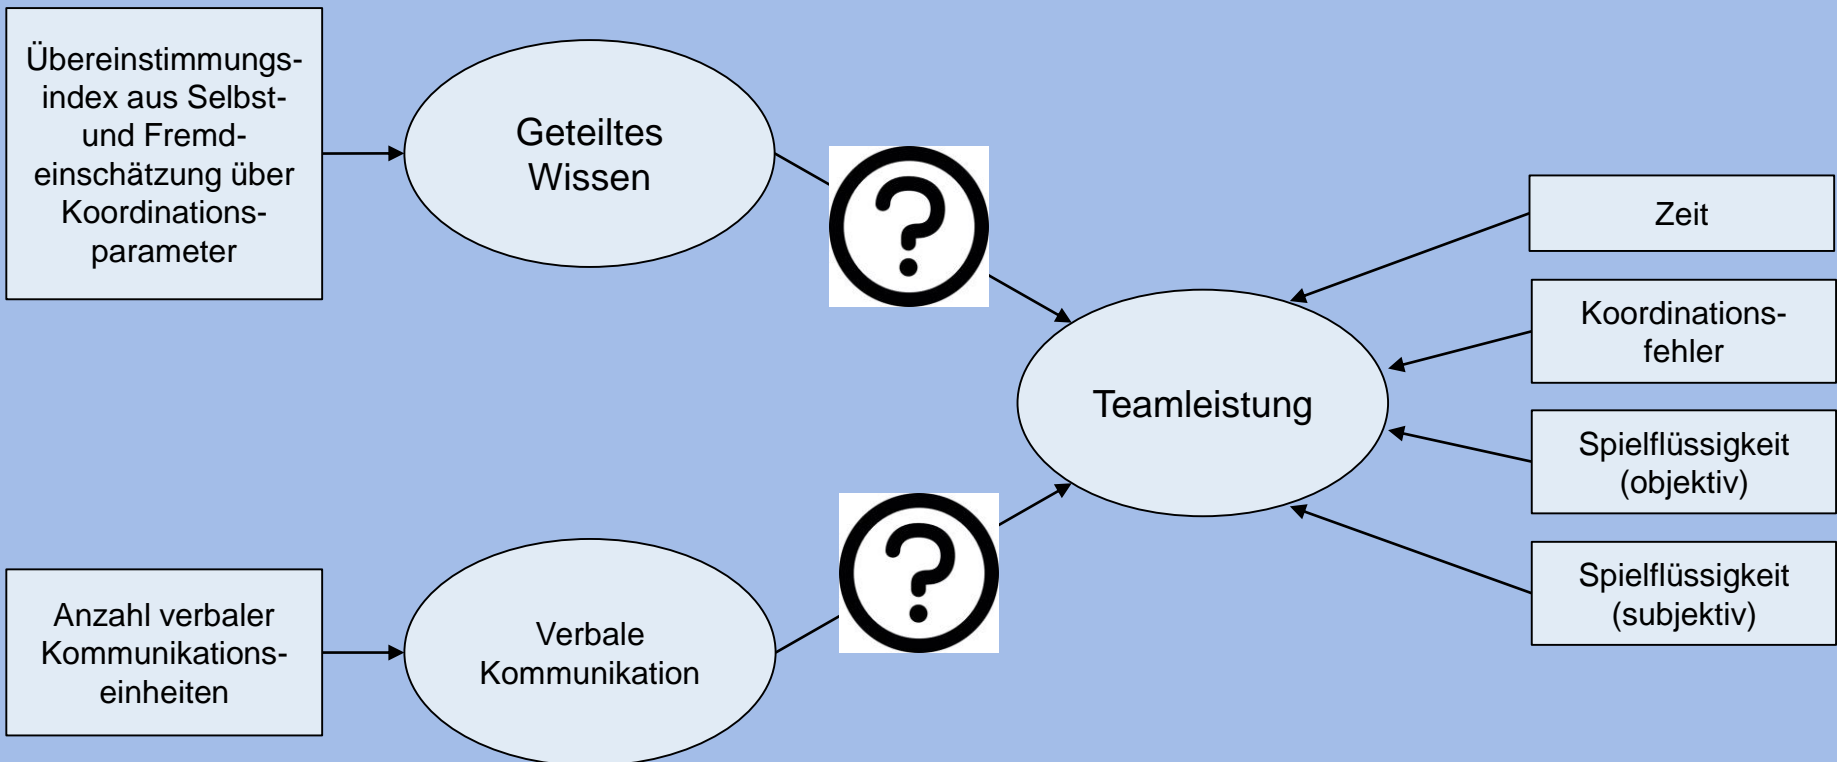 Übereinstimmungs-
index aus Selbst-
und Fremd-
einschätzung über
Koordinations-
parameter
Geteiltes
Wissen
?
Zeit
Koordinations-
fehler
Teamleistung
Spielflüssigkeit
(objektiv)
Spielflüssigkeit
(subjektiv)
?
Anzahl verbaler
Kommunikations-
einheiten
Verbale
Kommunikation